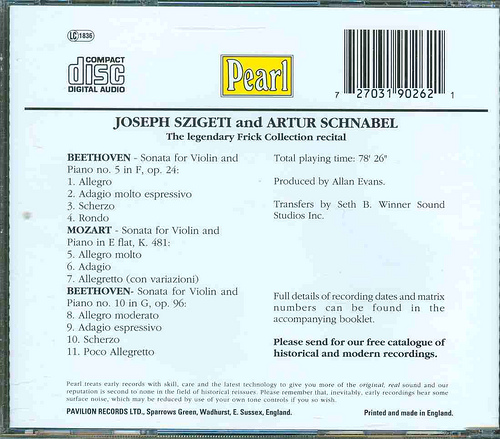 LC 1836
COMPACT
disc
DIGITAL AUDIO
Pearl
7 27031 90262 1
JOSEPH SZIGETI and ARTUR SCHNABEL
The legendary Frick Collection recital
BEETHOVEN - Sonata for Violin and
Piano no. 5 in F, op. 24:
1. Allegro
2. Adagio molto espressivo
3. Scherzo
4. Rondo
MOZART - Sonata for Violin and
Piano in E flat, K. 481:
5. Allegro molto
6. Adagio
7. Allegretto (con variazioni)
BEETHOVEN- Sonata for Violin and
Piano no. 10 in G, op. 96:
8. Allegro moderato
9. Adagio espressivo
10. Scherzo
11. Poco Allegretto
Total playing time: 78' 26"
Produced by Allan Evans.
Transfers by Seth B. Winner Sound
Studios Inc.
Full details of recording dates and matrix
numbers can be found in the
accompanying booklet.
Please send for our free catalogue of
historical and modern recordings.
Pearl treats early records with skill, care and the latest technology to give you more of the original, real sound and our
reputation is second to none in the field of historical reissues. Please remember that, inevitably, early recordings bear some
surface noise, which may be reduced by use of your own tone controls if you so wish.
PAVILION RECORDS LTD., Sparrows Green, Wadhurst, E. Sussex, England.
Printed and made in England.